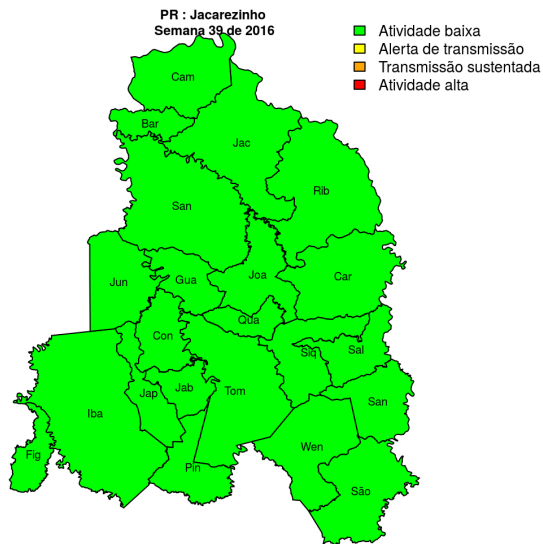 PR : Jacarezinho
Semana 39 de 2016
Atividade baixa
Alerta de transmissão
Transmissão sustentada
Atividade alta
Cam
Bar
Jac
Rib
San
Jun
Gua
Joa
Car
Qua
Con
Siq
Sal
Jap
Jab
Tom
San
Iba
Wen
Fig
Pin
São